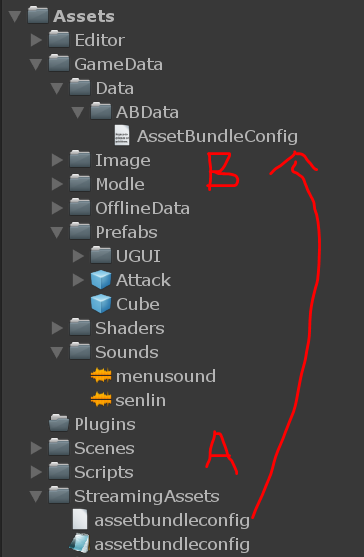 Assets
Editor
GameData
Data
ABData
AssetBundleConfig
Image
B
Modle
OfflineData
Prefabs
UGUI
Attack
Cube
Shaders
Sounds
menusound
senlin
Plugins
A
Scenes
Scripts
StreamingAssets
assetbundleconfig
assetbundleconfig